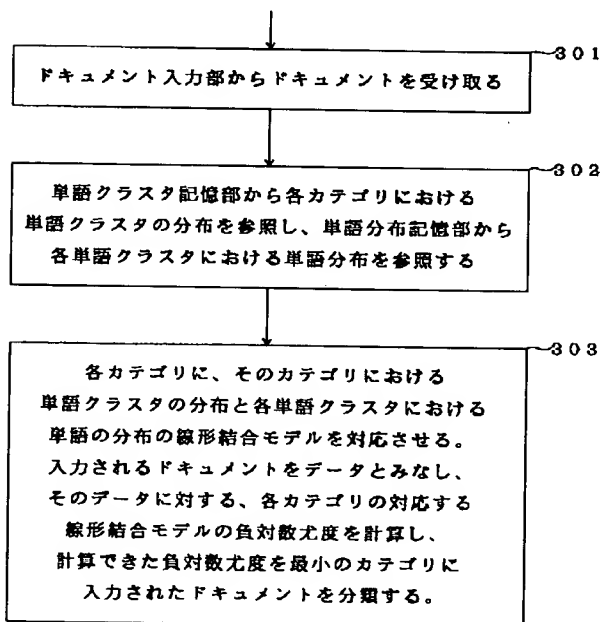 301
ドキュメント入力部からドキュメントを受け取る
302
単語クラスタ記憶部から各カテゴリにおける
単語クラスタの分布を参照し、単語分布記憶部から
各単語クラスタにおける単語分布を参照する
303
各カテゴリに、そのカテゴリにおける
単語クラスタの分布と各単語クラスタにおける
単語の分布の線形結合モデルを対応させる。
入力されるドキュメントをデータとみなし、
そのデータに対する、各カテゴリの対応する
線形結合モデルの負対数尤度を計算し、
計算できた負対数尤度を最小のカテゴリに
入力されたドキュメントを分類する。